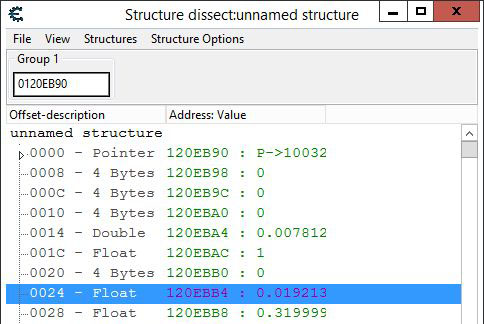 Structure dissect:unnamed structure
File View Structures Structure Options
Group 1
0120EB90
Offset-description Address: Value
unnamed structure
0000 - Pointer 120EB90 : P->10032
0008 - 4 Bytes 120EB98 : 0
000C - 4 Bytes 120EB9C : 0
0010 - 4 Bytes 120EBA0 : 0
0014 - Double 120EBA4 : 0.007812
001C - Float 120EBAC : 1
0020 - 4 Bytes 120EBB0 : 0
0024 - Float 120EBB4 : 0.019213
0028 - Float 120EBB8 : 0.319999